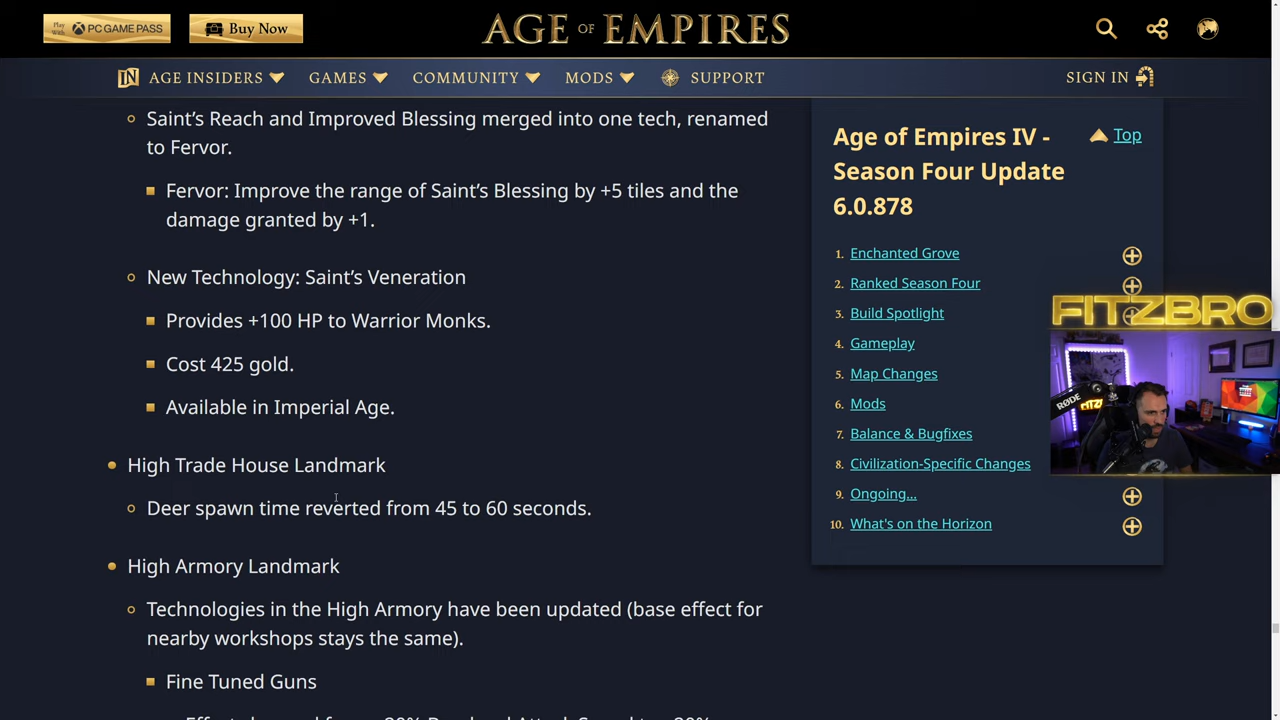 Play With PC GAME PASS
Buy Now
AGE OF EMPIRES
IN AGE INSIDERS GAMES COMMUNITY MODS SUPPORT SIGN IN
Saint's Reach and Improved Blessing merged into one tech, renamed
to Fervor.
Fervor: Improve the range of Saint's Blessing by +5 tiles and the
damage granted by +1.
New Technology: Saint's Veneration
Provides +100 HP to Warrior Monks.
Cost 425 gold.
Available in Imperial Age.
High Trade House Landmark
Deer spawn time reverted from 45 to 60 seconds.
High Armory Landmark
Technologies in the High Armory have been updated (base effect for
nearby workshops stays the same).
Fine Tuned Guns
Age of Empires IV -
Season Four Update
6.0.878
Top
1. Enchanted Grove
2. Ranked Season Four
3. Build Spotlight
4. Gameplay
5. Map Changes
6. Mods
7. Balance & Bugfixes
8. Civilization-Specific Changes
9. Ongoing...
10. What's on the Horizon
FITZBRO
RØDE